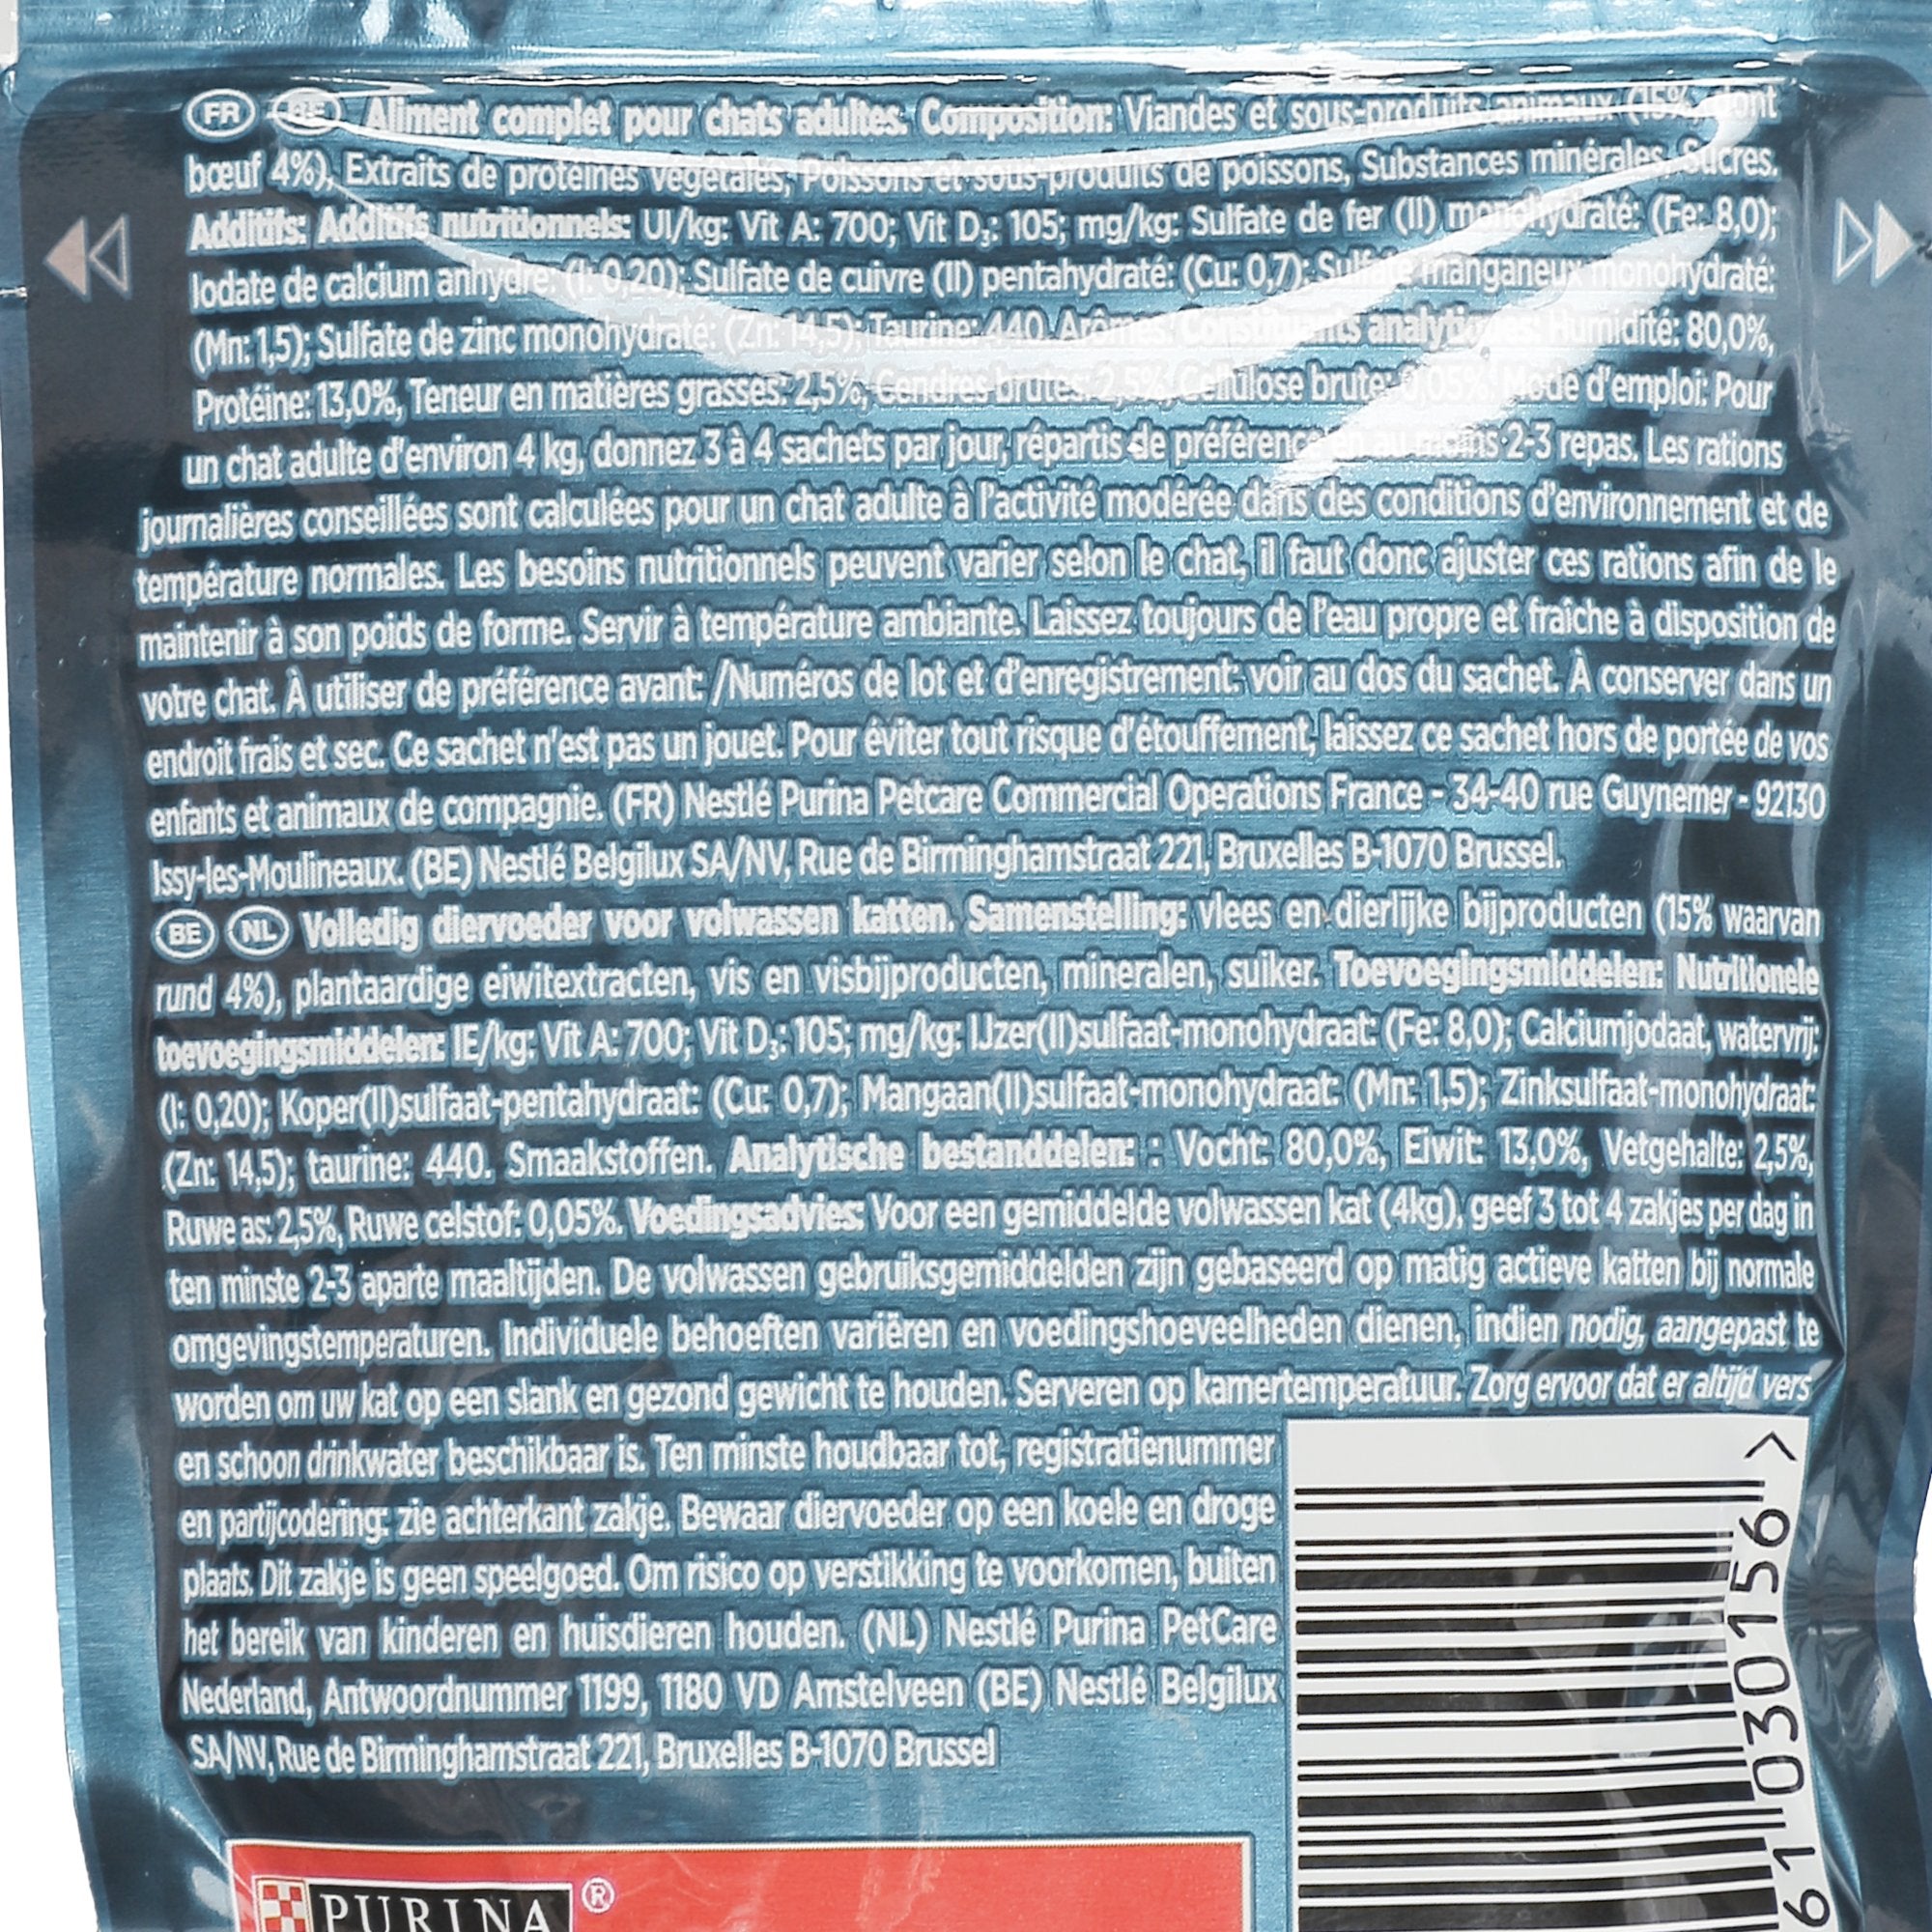 FR BE Aliment complet pour chats adultes. Composition: Viandes et sous-produits animaux (15%, dont
bœuf 4%), Extraits de protéines végétales, Poissons et sous-produits de poissons, Substances minérales, Sucres.
Additifs: Additifs nutritionnels: UI/kg: Vit A: 700; Vit D₃: 105; mg/kg: Sulfate de fer (II) monohydraté: (Fe: 8,0);
Iodate de calcium anhydre: (I: 0,20); Sulfate de cuivre (II) pentahydraté: (Cu: 0,7); Sulfate manganeux monohydraté:
(Mn: 1,5); Sulfate de zinc monohydraté: (Zn: 14,5); Taurine: 440. Arômes. Constituants analytiques: Humidité: 80,0%,
Protéine: 13,0%, Teneur en matières grasses: 2,5%, Cendres brutes: 2,5%, Cellulose brute: 0,05%. Mode d'emploi: Pour
un chat adulte d'environ 4 kg, donnez 3 à 4 sachets par jour, répartis de préférence en au moins 2-3 repas. Les rations
journalières conseillées sont calculées pour un chat adulte à l'activité modérée dans des conditions d'environnement et de
température normales. Les besoins nutritionnels peuvent varier selon le chat, il faut donc ajuster ces rations afin de le
maintenir à son poids de forme. Servir à température ambiante. Laissez toujours de l'eau propre et fraîche à disposition de
votre chat. À utiliser de préférence avant: /Numéros de lot et d'enregistrement: voir au dos du sachet. À conserver dans un
endroit frais et sec. Ce sachet n'est pas un jouet. Pour éviter tout risque d'étouffement, laissez ce sachet hors de portée de vos
enfants et animaux de compagnie. (FR) Nestlé Purina Petcare Commercial Operations France - 34-40 rue Guynemer - 92130
Issy-les-Moulineaux. (BE) Nestlé Belgilux SA/NV, Rue de Birminghamstraat 221, Bruxelles B-1070 Brussel.
BE NL Volledig diervoeder voor volwassen katten. Samenstelling: vlees en dierlijke bijproducten (15% waarvan
rund 4%), plantaardige eiwitextracten, vis en visbijproducten, mineralen, suiker. Toevoegingsmiddelen: Nutritionele
toevoegingsmiddelen: IE/kg: Vit A: 700; Vit D₃: 105; mg/kg: IJzer(II)sulfaat-monohydraat: (Fe: 8,0); Calciumjodaat, watervrij:
(I: 0,20); Koper(II)sulfaat-pentahydraat: (Cu: 0,7); Mangaan(II)sulfaat-monohydraat: (Mn: 1,5); Zinksulfaat-monohydraat:
(Zn: 14,5); taurine: 440. Smaakstoffen. Analytische bestanddelen: : Vocht: 80,0%, Eiwit: 13,0%, Vetgehalte: 2,5%,
Ruwe as: 2,5%, Ruwe celstof: 0,05%. Voedingsadvies: Voor een gemiddelde volwassen kat (4kg), geef 3 tot 4 zakjes per dag in
ten minste 2-3 aparte maaltijden. De volwassen gebruiksgemiddelden zijn gebaseerd op matig actieve katten bij normale
omgevingstemperaturen. Individuele behoeften variëren en voedingshoeveelheden dienen, indien nodig, aangepast te
worden om uw kat op een slank en gezond gewicht te houden. Serveren op kamertemperatuur. Zorg ervoor dat er altijd vers
en schoon drinkwater beschikbaar is. Ten minste houdbaar tot, registratienummer
en partijcodering: zie achterkant zakje. Bewaar diervoeder op een koele en droge
plaats. Dit zakje is geen speelgoed. Om risico op verstikking te voorkomen, buiten
het bereik van kinderen en huisdieren houden. (NL) Nestlé Purina PetCare
Nederland, Antwoordnummer 1199, 1180 VD Amstelveen (BE) Nestlé Belgilux
SA/NV, Rue de Birminghamstraat 221, Bruxelles B-1070 Brussel
61 030156 >
PURINA ®